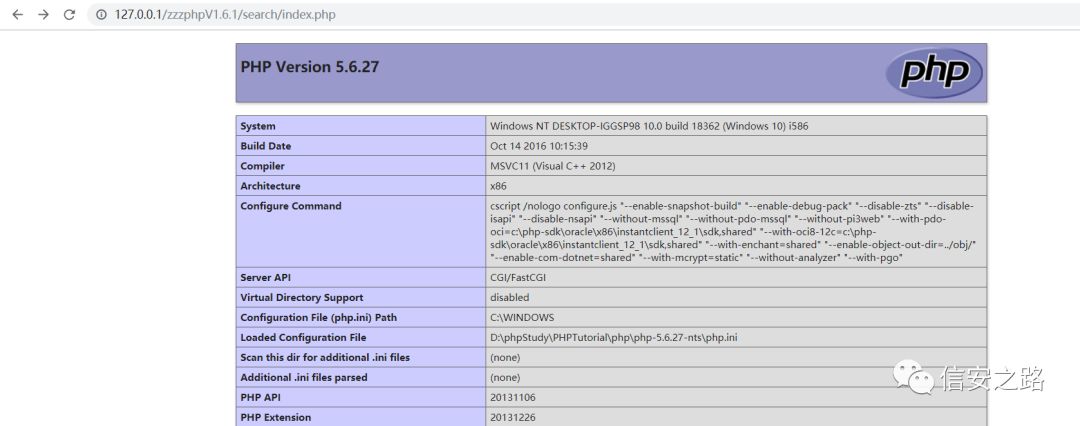 127.0.0.1/zzzphpV1.6.1/search/index.php
PHP Version 5.6.27
php
System Windows NT DESKTOP-IGGSP98 10.0 build 18362 (Windows 10) i586
Build Date Oct 14 2016 10:15:39
Compiler MSVC11 (Visual C++ 2012)
Architecture x86
Configure Command cscript /nologo configure.js "--enable-snapshot-build" "--enable-debug-pack" "--disable-zts" "--disable-
isapi" "--disable-nsapi" "--without-mssql" "--without-pdo-mssql" "--without-pi3web" "--with-pdo-
oci=c:\php-sdk\oracle\x86\instantclient_12_1\sdk,shared" "--with-oci8-12c=c:\php-
sdk\oracle\x86\instantclient_12_1\sdk,shared" "--with-enchant=shared" "--enable-object-out-dir=../obj/"
"--enable-com-dotnet=shared" "--with-mcrypt=static" "--without-analyzer" "--with-pgo"
Server API CGI/FastCGI
Virtual Directory Support disabled
Configuration File (php.ini) Path C:\WINDOWS
Loaded Configuration File D:\phpStudy\PHPTutorial\php\php-5.6.27-nts\php.ini
Scan this dir for additional .ini files (none)
Additional .ini files parsed (none)
信安之路
PHP API 20131106
PHP Extension 20131226